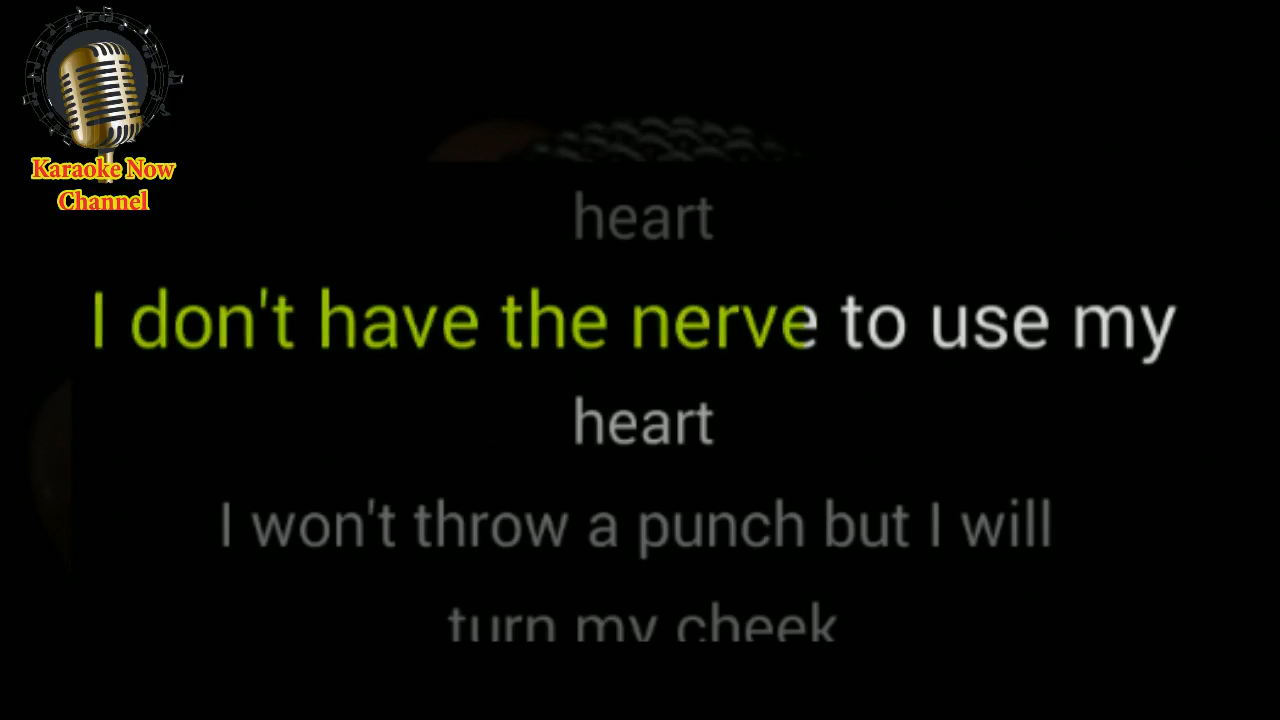 Karaoke Now
Channel
heart
I don't have the nerve to use my
heart
I won't throw a punch but I will
turn my cheek